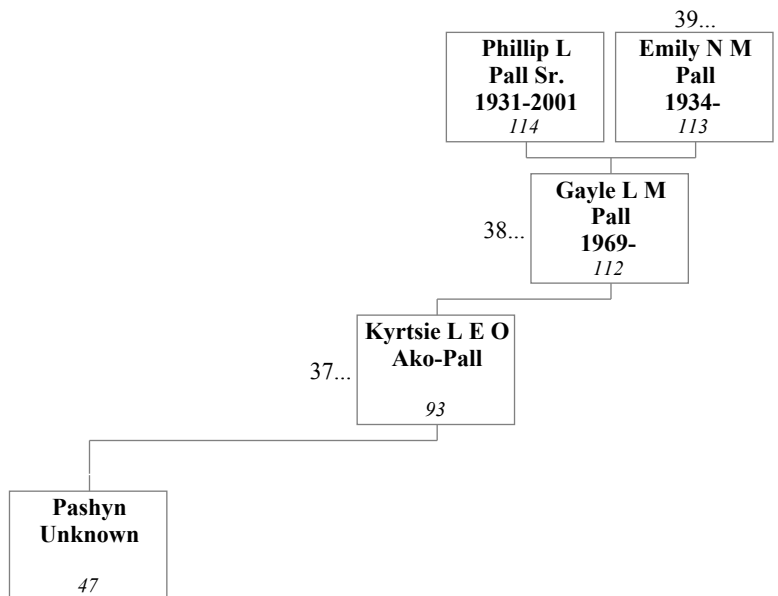 39...
Phillip L
Pall Sr.
1931-2001
114
Emily N M
Pall
1934-
113
38...
Gayle L M
Pall
1969-
112
37...
Kyrtsie L E O
Ako-Pall
93
Pashyn
Unknown
47